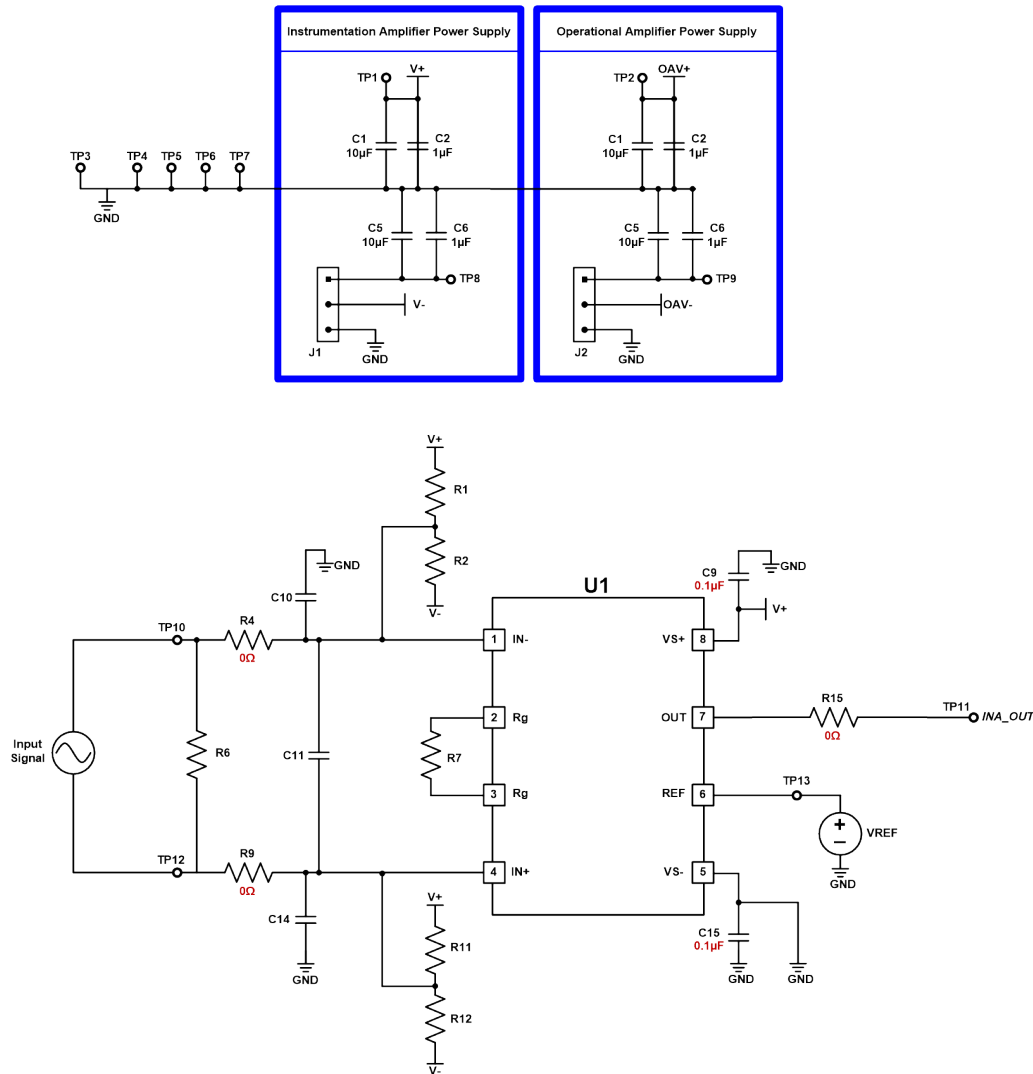 Instrumentation Amplifier Power Supply
Operational Amplifier Power Supply
V+
TP1
OAV+
TP2
C1
10µF
C2
1µF
C1
10µF
C2
1µF
TP3
TP4
TP5
TP6
TP7
GND
C5
10µF
C6
1µF
C5
10µF
C6
1µF
TP8
TP9
V-
OAV-
J1
GND
J2
GND
V+
R1
R2
V-
GND
C10
U1
C9
0.1µF
GND
V+
TP10
R4
0Ω
1
IN-
VS+
8
Input
Signal
R6
C11
2
Rg
R7
3
Rg
OUT
7
R15
0Ω
TP11
INA_OUT
REF
6
TP13
VREF
GND
TP12
R9
0Ω
4
IN+
VS-
5
C14
GND
V+
R11
R12
V-
C15
0.1µF
GND
GND